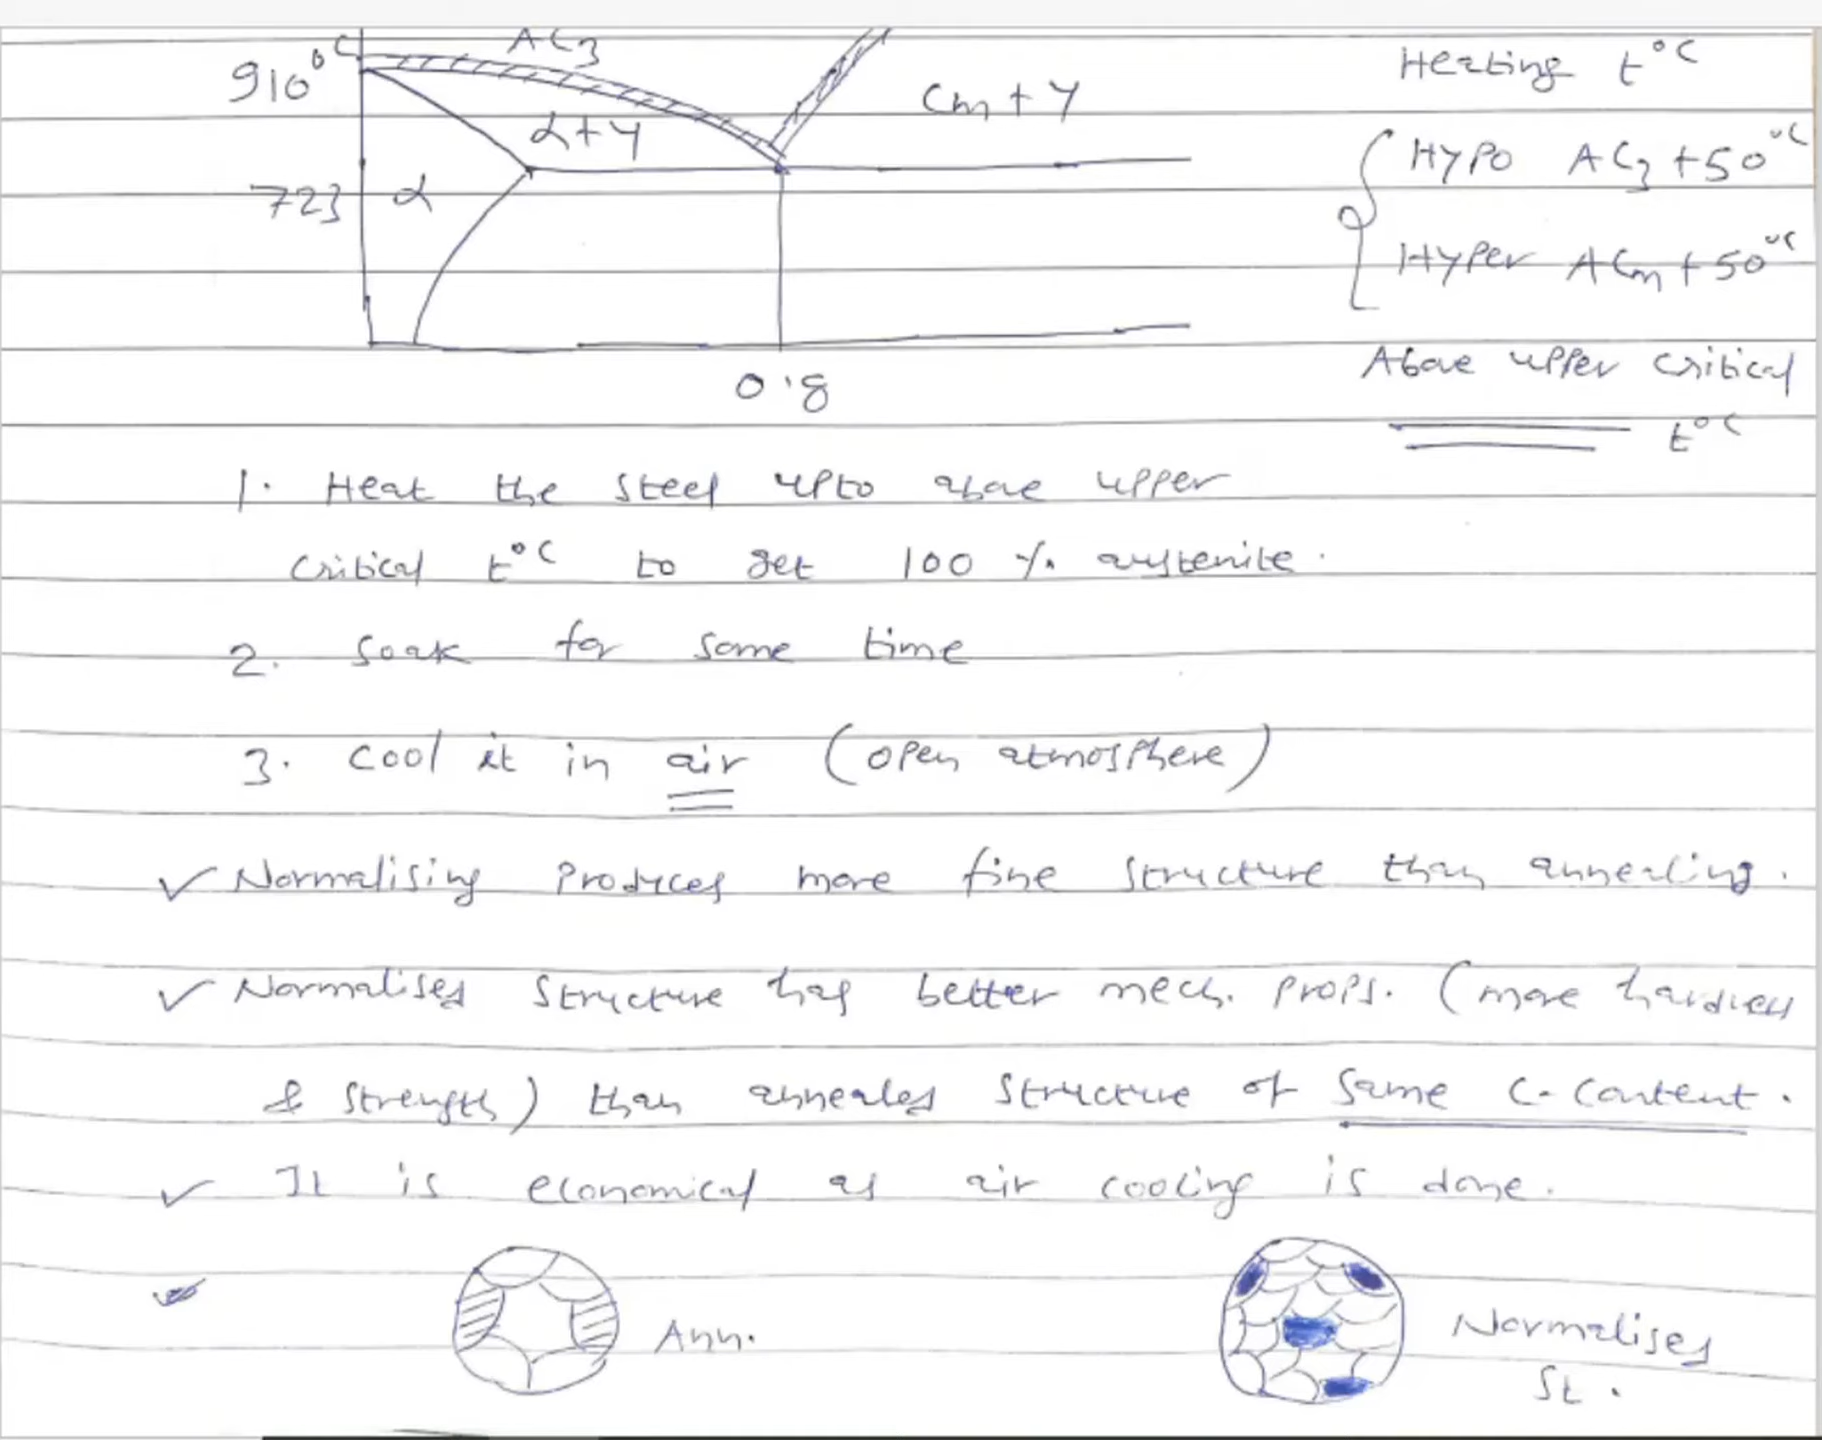 AC3
910°C
Cm + γ
α+γ
723
α
0.8
Heating t°C
Hypo AC3 +50°C
Hyper ACm +50°C
Above upper critical
t°C
1. Heat the steel upto above upper
critical t°C to get 100 % austenite.
2. Soak for some time
3. Cool it in air (open atmosphere)
✓ Normalising produces more fine structure than annealing.
✓ Normalised structure has better mech. props. (more hardness
& strength) than annealed structure of same C-content.
✓ It is economical as air cooling is done.
Ann.
Normalised
St.